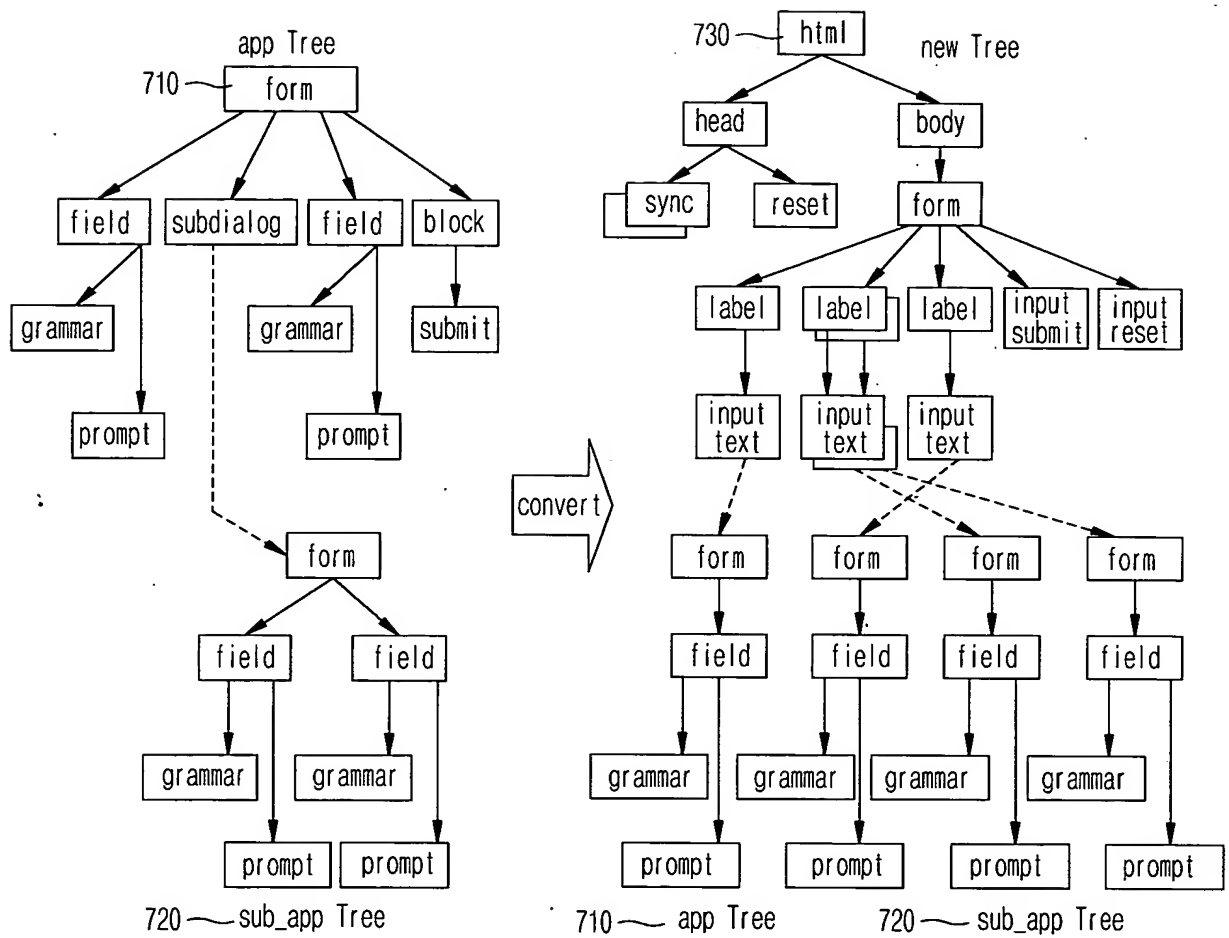 app Tree
710
form
field
subdialog
field
block
grammar
grammar
submit
prompt
prompt
form
field
field
grammar
grammar
prompt
prompt
720
sub_app Tree
convert
730
html
new Tree
head
body
sync
reset
form
label
label
label
input
submit
input
reset
input
text
input
text
input
text
form
form
form
form
field
field
field
field
grammar
grammar
grammar
grammar
prompt
prompt
prompt
prompt
710
app Tree
720
sub_app Tree